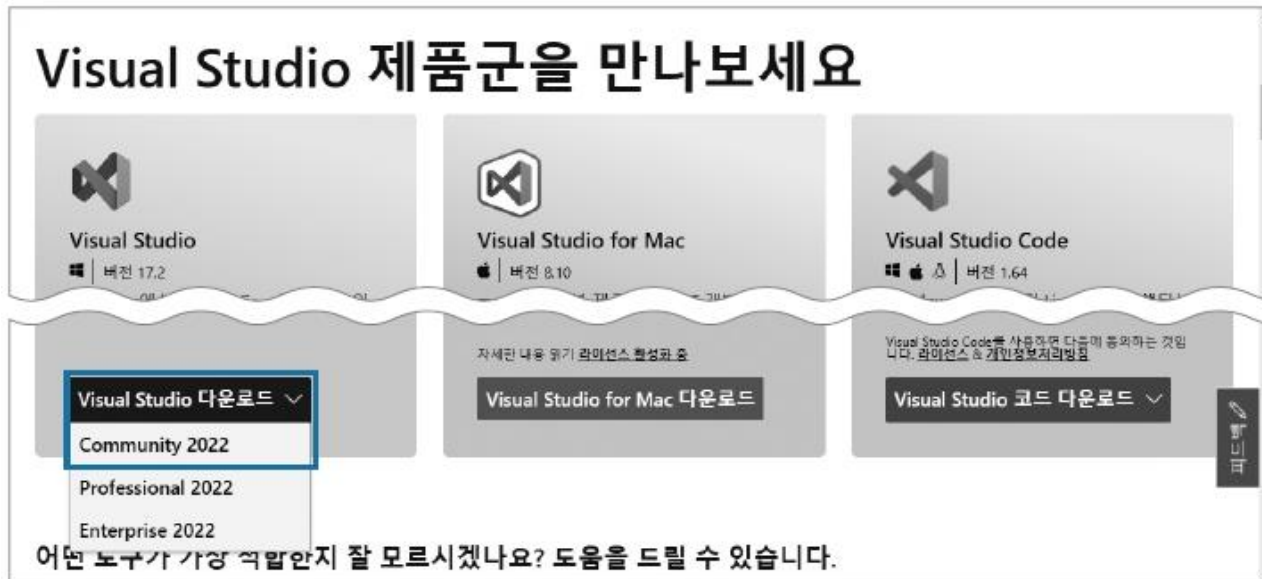 Visual Studio 제품군을 만나보세요
Visual Studio
버전 17.2
Visual Studio 다운로드
Community 2022
Professional 2022
Enterprise 2022
Visual Studio for Mac
버전 8.10
자세한 내용 읽기 라이선스 활성화 중
Visual Studio for Mac 다운로드
Visual Studio Code
버전 1.64
Visual Studio Code를 사용하면 다음에 동의하는 것입
니다. 라이선스 & 개인정보처리방침
Visual Studio 코드 다운로드
피드백
어떤 도구가 가장 적합한지 잘 모르시겠나요? 도움을 드릴 수 있습니다.